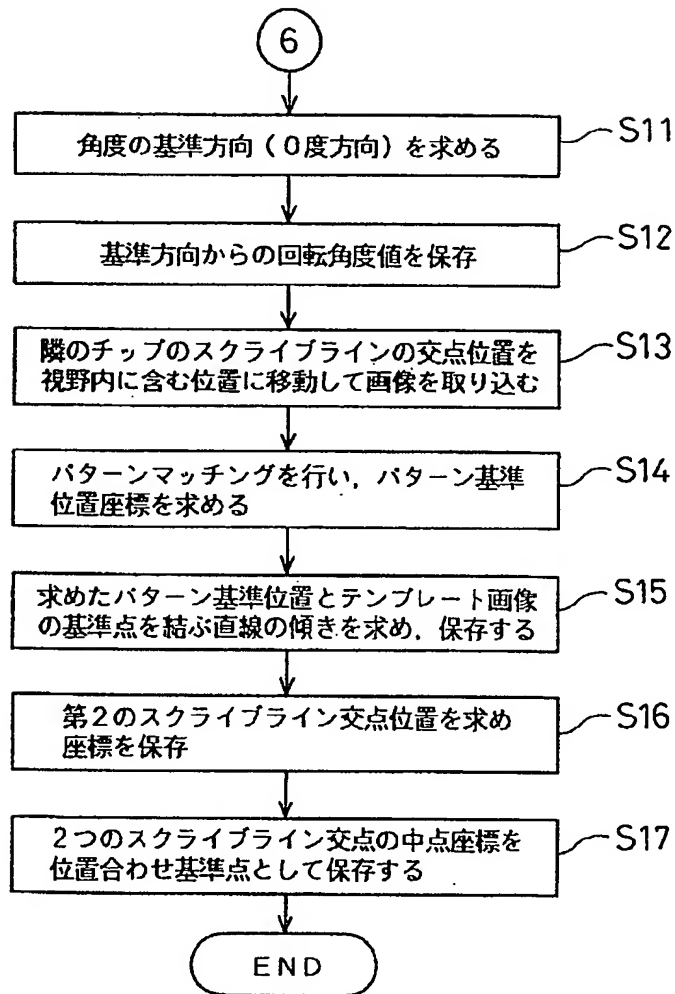 6
角度の基準方向(0度方向)を求める
S11
基準方向からの回転角度値を保存
S12
隣のチップのスクライブラインの交点位置を
視野内に含む位置に移動して画像を取り込む
S13
パターンマッチングを行い,パターン基準
位置座標を求める
S14
求めたパターン基準位置とテンプレート画像
の基準点を結ぶ直線の傾きを求め,保存する
S15
第2のスクライブライン交点位置を求め
座標を保存
S16
2つのスクライブライン交点の中点座標を
位置合わせ基準点として保存する
S17
END